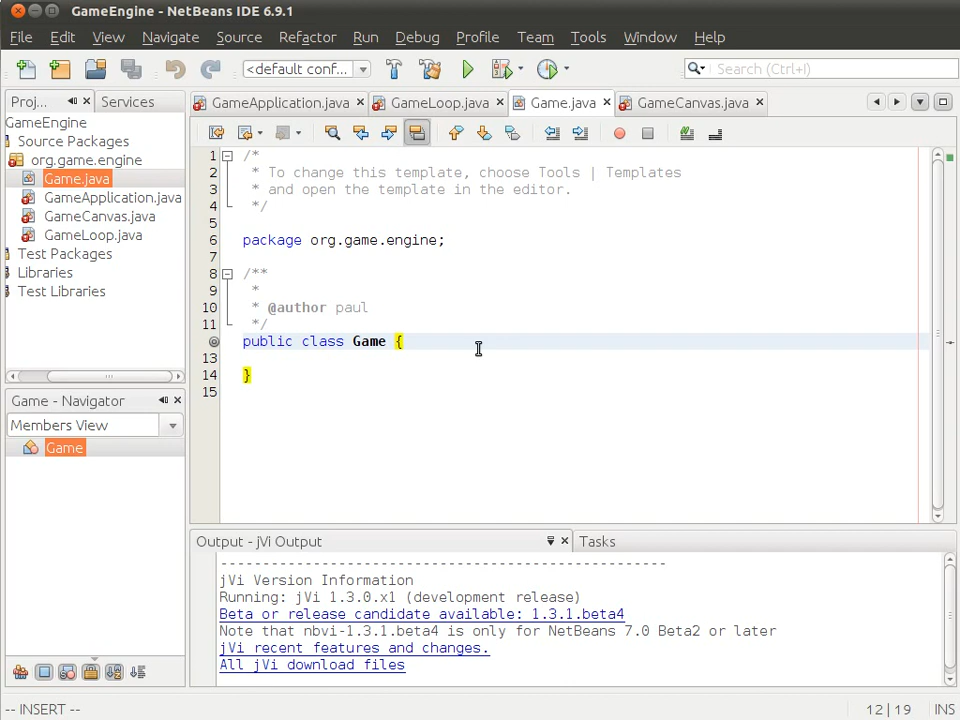 GameEngine - NetBeans IDE 6.9.1
File Edit View Navigate Source Refactor Run Debug Profile Team Tools Window Help
<default conf... Search (Ctrl+I)
Proj... Services
GameApplication.java GameLoop.java Game.java GameCanvas.java
GameEngine
Source Packages
org.game.engine
Game.java
GameApplication.java
GameCanvas.java
GameLoop.java
Test Packages
Libraries
Test Libraries
1 /*
2 * To change this template, choose Tools | Templates
3 * and open the template in the editor.
4 */
5
6 package org.game.engine;
7
8 /**
9 *
10 * @author paul
11 */
public class Game {
13
14 }
15
Game - Navigator
Members View
Game
Output - jVi Output Tasks
-----------------------------------------------------
jVi Version Information
Running: jVi 1.3.0.x1 (development release)
Beta or release candidate available: 1.3.1.beta4
Note that nbvi-1.3.1.beta4 is only for NetBeans 7.0 Beta2 or later
jVi recent features and changes.
All jVi download files
-- INSERT -- 12|19 INS